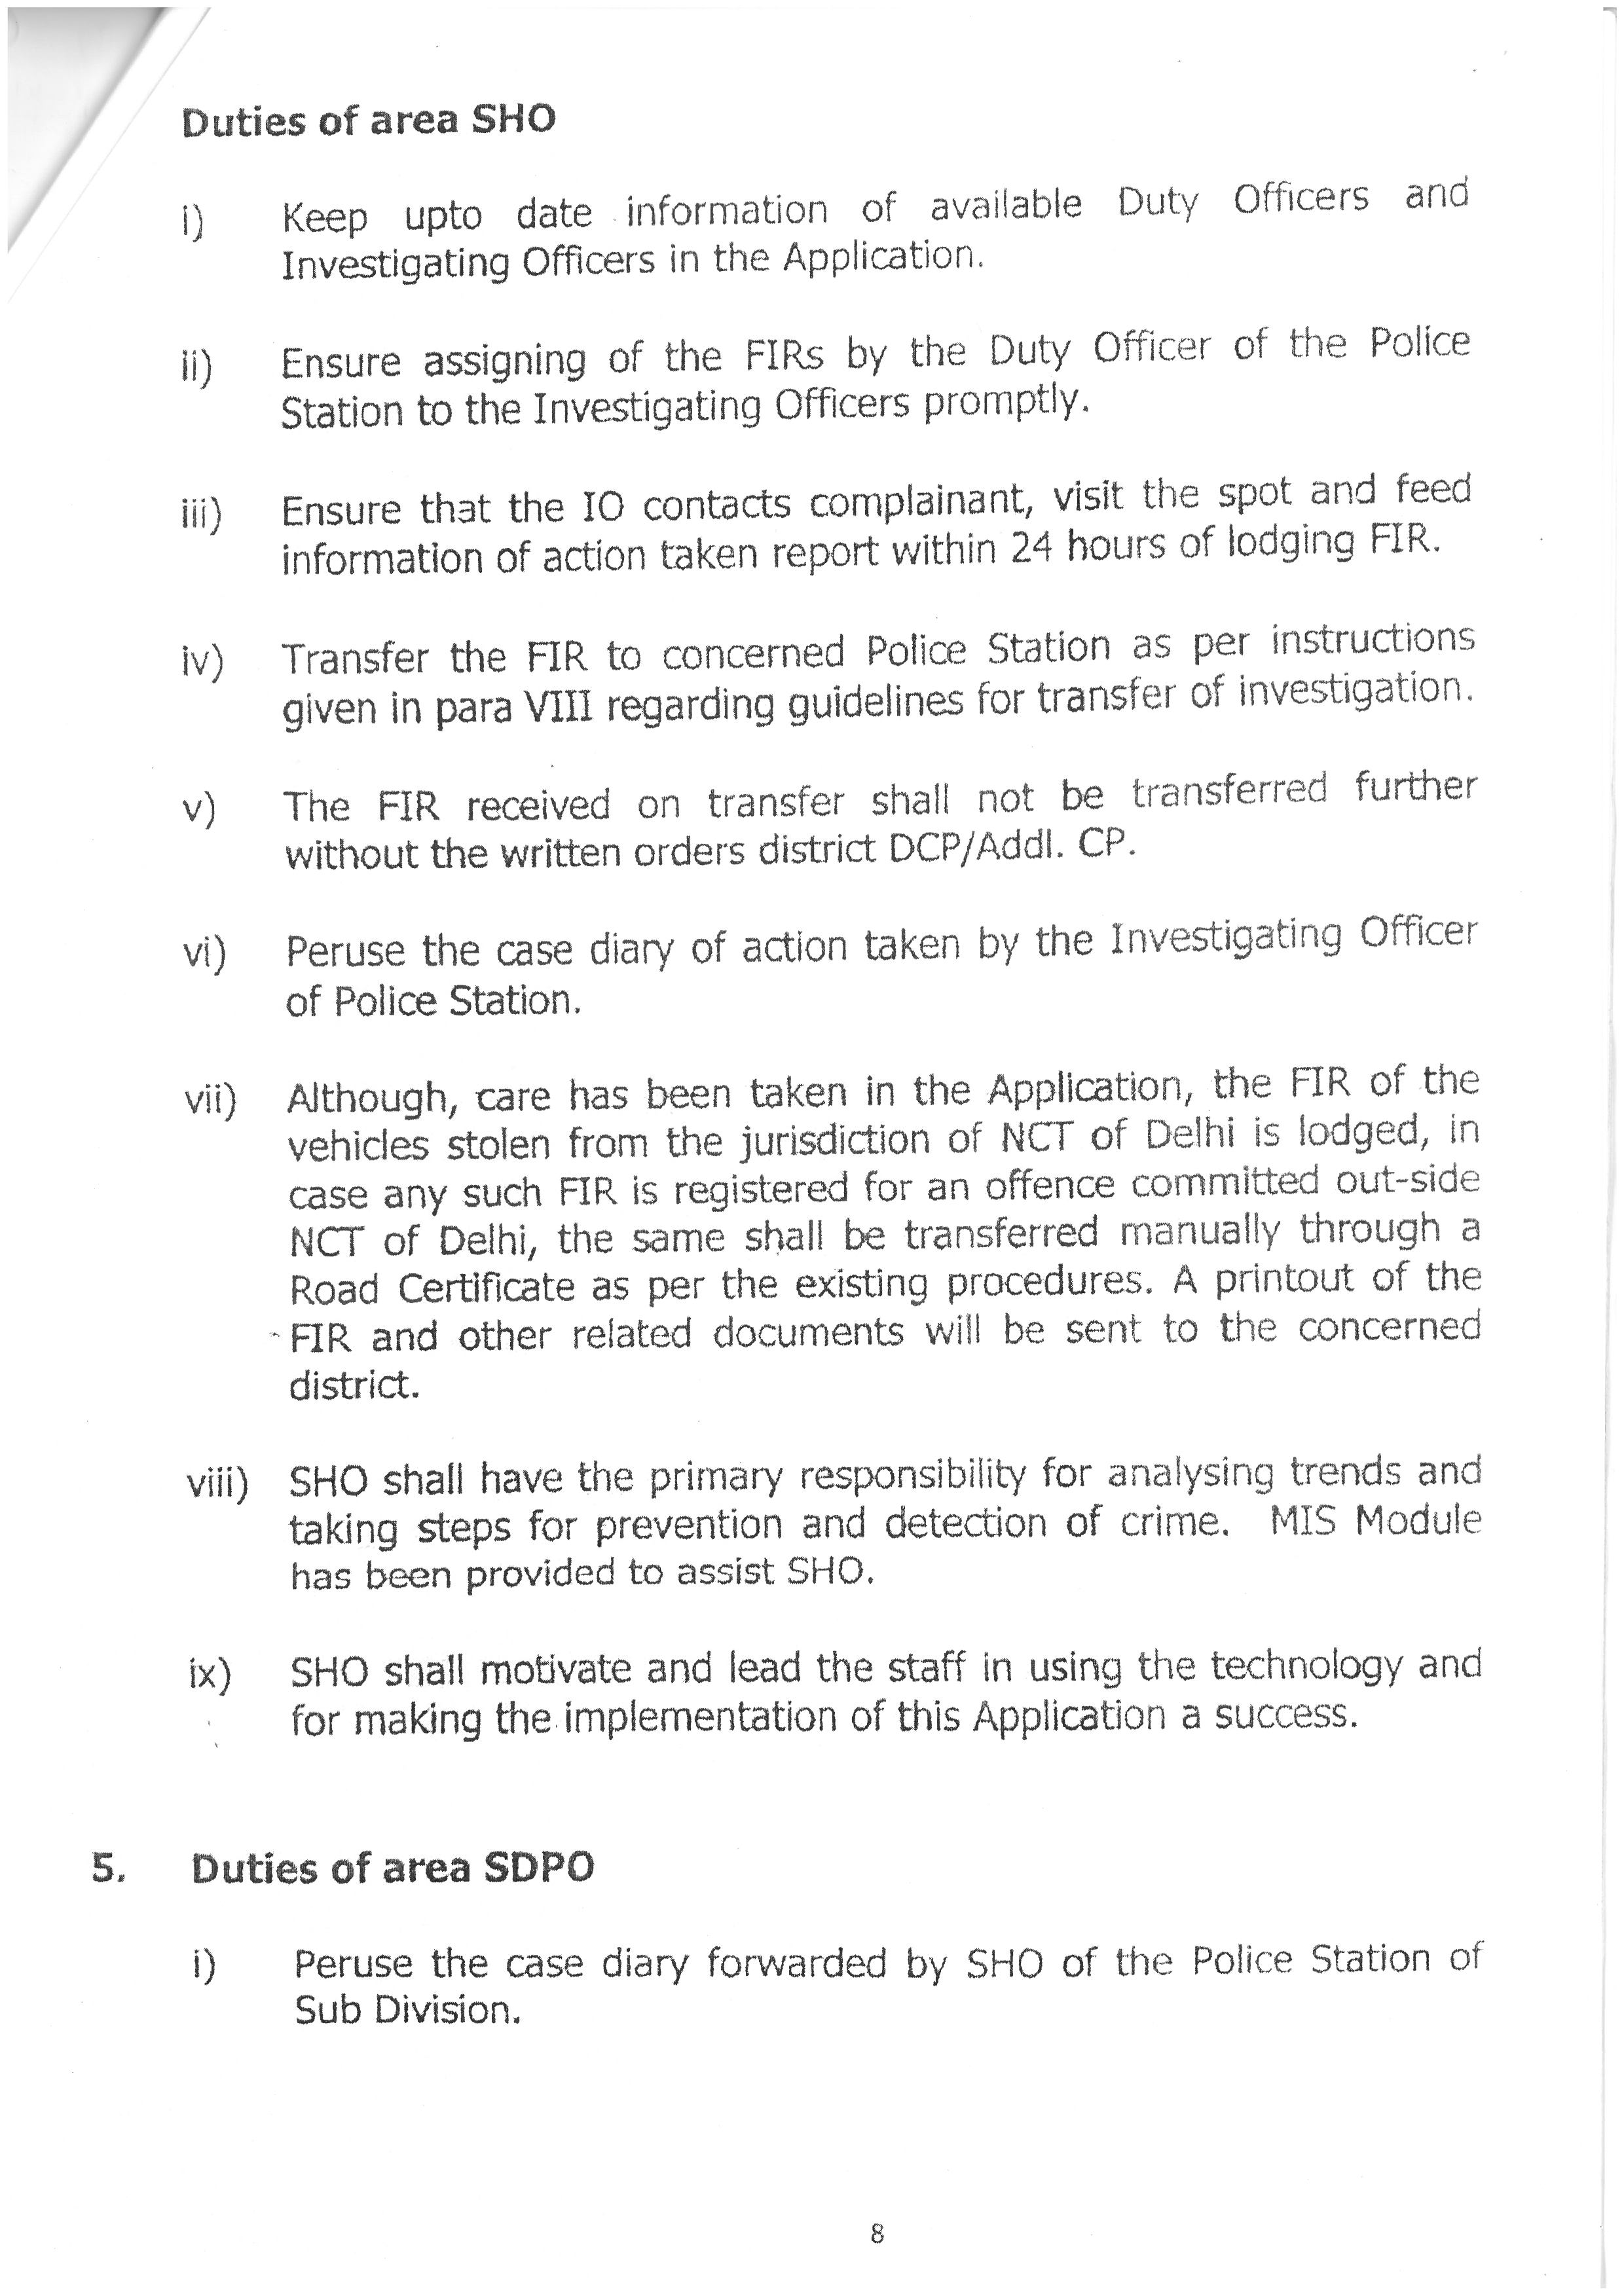 Duties of area SHO
i) Keep upto date information of available Duty Officers and
Investigating Officers in the Application.
ii) Ensure assigning of the FIRs by the Duty Officer of the Police
Station to the Investigating Officers promptly.
iii) Ensure that the IO contacts complainant, visit the spot and feed
information of action taken report within 24 hours of lodging FIR.
iv) Transfer the FIR to concerned Police Station as per instructions
given in para VIII regarding guidelines for transfer of investigation.
v) The FIR received on transfer shall not be transferred further
without the written orders district DCP/Addl. CP.
vi) Peruse the case diary of action taken by the Investigating Officer
of Police Station.
vii) Although, care has been taken in the Application, the FIR of the
vehicles stolen from the jurisdiction of NCT of Delhi is lodged, in
case any such FIR is registered for an offence committed out-side
NCT of Delhi, the same shall be transferred manually through a
Road Certificate as per the existing procedures. A printout of the
FIR and other related documents will be sent to the concerned
district.
viii) SHO shall have the primary responsibility for analysing trends and
taking steps for prevention and detection of crime. MIS Module
has been provided to assist SHO.
ix) SHO shall motivate and lead the staff in using the technology and
for making the implementation of this Application a success.
5. Duties of area SDPO
i) Peruse the case diary forwarded by SHO of the Police Station of
Sub Division.
8